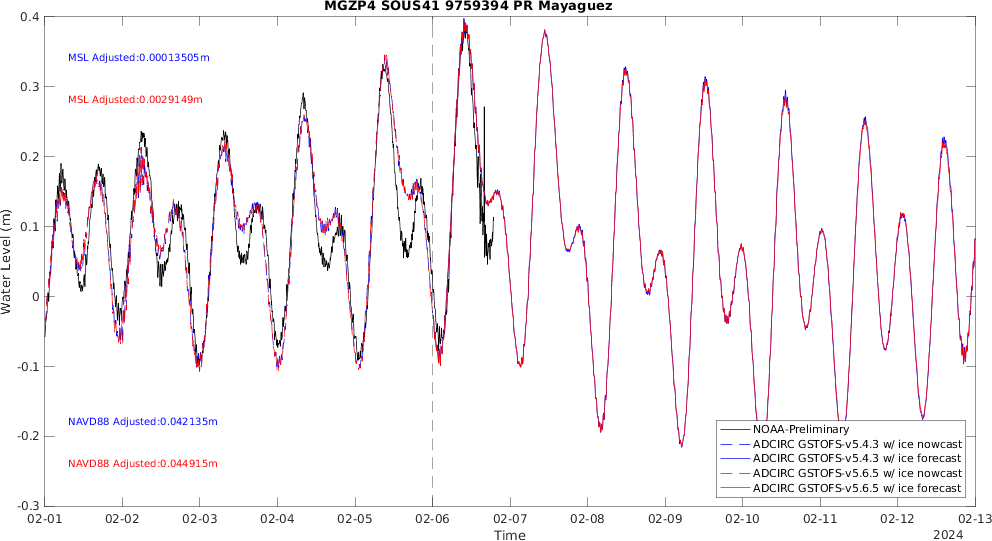 MGZP4 SOUS41 9759394 PR Mayaguez
0.4
0.3
0.2
0.1
0
-0.1
-0.2
-0.3
Water Level (m)
MSL Adjusted:0.00013505m
MSL Adjusted:0.0029149m
NAVD88 Adjusted:0.042135m
NAVD88 Adjusted:0.044915m
NOAA-Preliminary
ADCIRC GSTOFS-v5.4.3 w/ ice nowcast
ADCIRC GSTOFS-v5.4.3 w/ ice forecast
ADCIRC GSTOFS-v5.6.5 w/ ice nowcast
ADCIRC GSTOFS-v5.6.5 w/ ice forecast
02-01 02-02 02-03 02-04 02-05 02-06 02-07 02-08 02-09 02-10 02-11 02-12 02-13
Time
2024